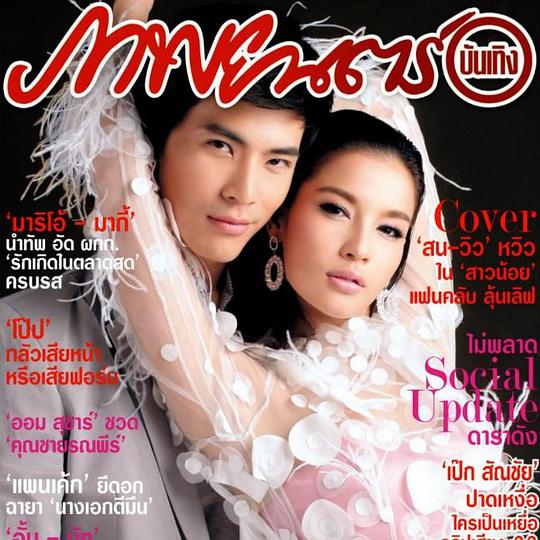 ภาพยนตร์
บันเทิง
'มาริโอ้ - มากี้'
นำทัพ อัด ผกก.
'รักเกิดในตลาดสด'
ครบรส
'โป๊ป'
กลัวเสียหน้า
หรือเสียฟอร์ม
'ออม สุชาร์' ชวด
'คุณชายรณพีร์'
'แพนเค้ก' ยืดอก
ฉายา 'นางเอกตีมึน'
Cover
'สน-วิว' หวิว
ใน 'สาวน้อย'
แฟนคลับ ลุ้นเลิฟ
ไม่พลาด
Social
Update
ดาราดัง
'เป๊ก สัณชัย'
ปาดเหงื่อ
ใครเป็นเหยื่อ